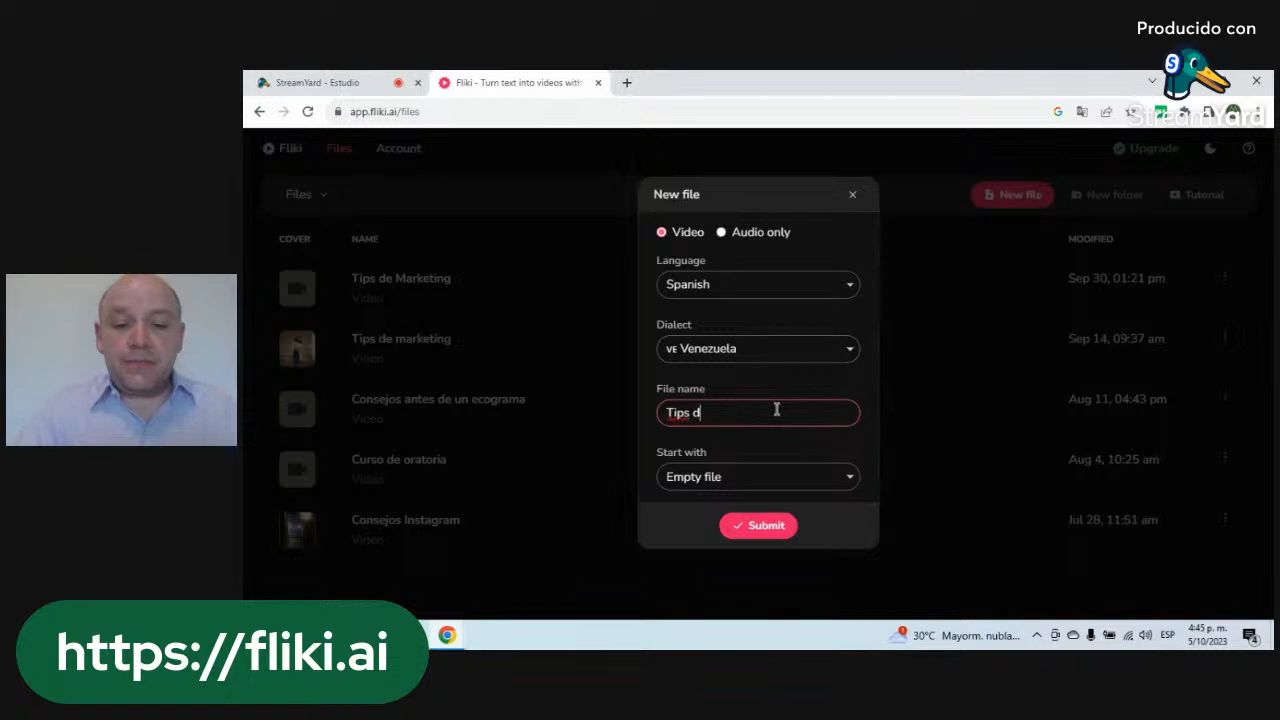 Producido con
StreamYard
StreamYard - Estudio
Fliki - Turn text into videos with
app.fliki.ai/files
Fliki
Files
Account
Upgrade
Files
New file
New folder
Tutorial
COVER
NAME
MODIFIED
Tips de Marketing
Video
Sep 30, 01:21 pm
Tips de marketing
Video
Sep 14, 09:37 am
Consejos antes de un ecograma
Video
Aug 11, 04:43 pm
Curso de oratoria
Video
Aug 4, 10:25 am
Consejos Instagram
Video
Jul 28, 11:51 am
New file
Video
Audio only
Language
Spanish
Dialect
VE Venezuela
File name
Tips d
Start with
Empty file
Submit
https://fliki.ai
30°C Mayorm. nubla...
ESP
4:45 p. m.
5/10/2023
4